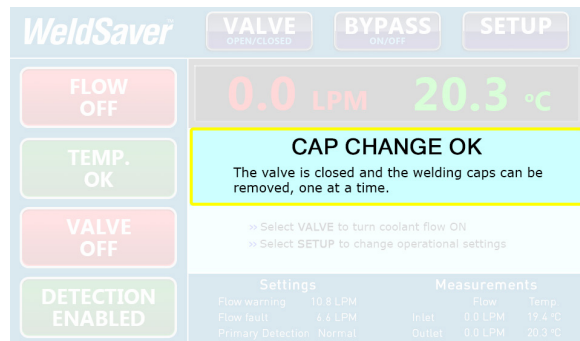 WeldSaver
VALVE
OPEN/CLOSED
BYPASS
ON/OFF
SETUP
FLOW
OFF
0.0 LPM 20.3 °C
TEMP.
OK
CAP CHANGE OK
The valve is closed and the welding caps can be
removed, one at a time.
VALVE
OFF
» Select VALVE to turn coolant flow ON
» Select SETUP to change operational settings
DETECTION
ENABLED
Settings
Flow warning 10.8 LPM
Flow fault 6.6 LPM
Primary Detection Normal
Measurements
Flow Temp.
Inlet 0.0 LPM 19.4 °C
Outlet 0.0 LPM 20.3 °C